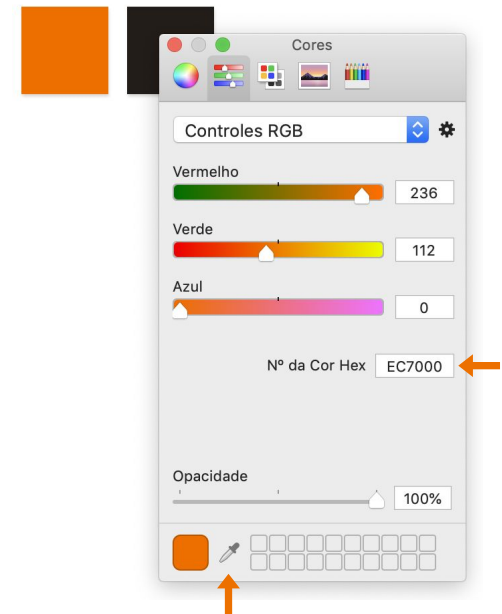 Cores
Controles RGB
Vermelho
236
Verde
112
Azul
0
Nº da Cor Hex EC7000
Opacidade
100%